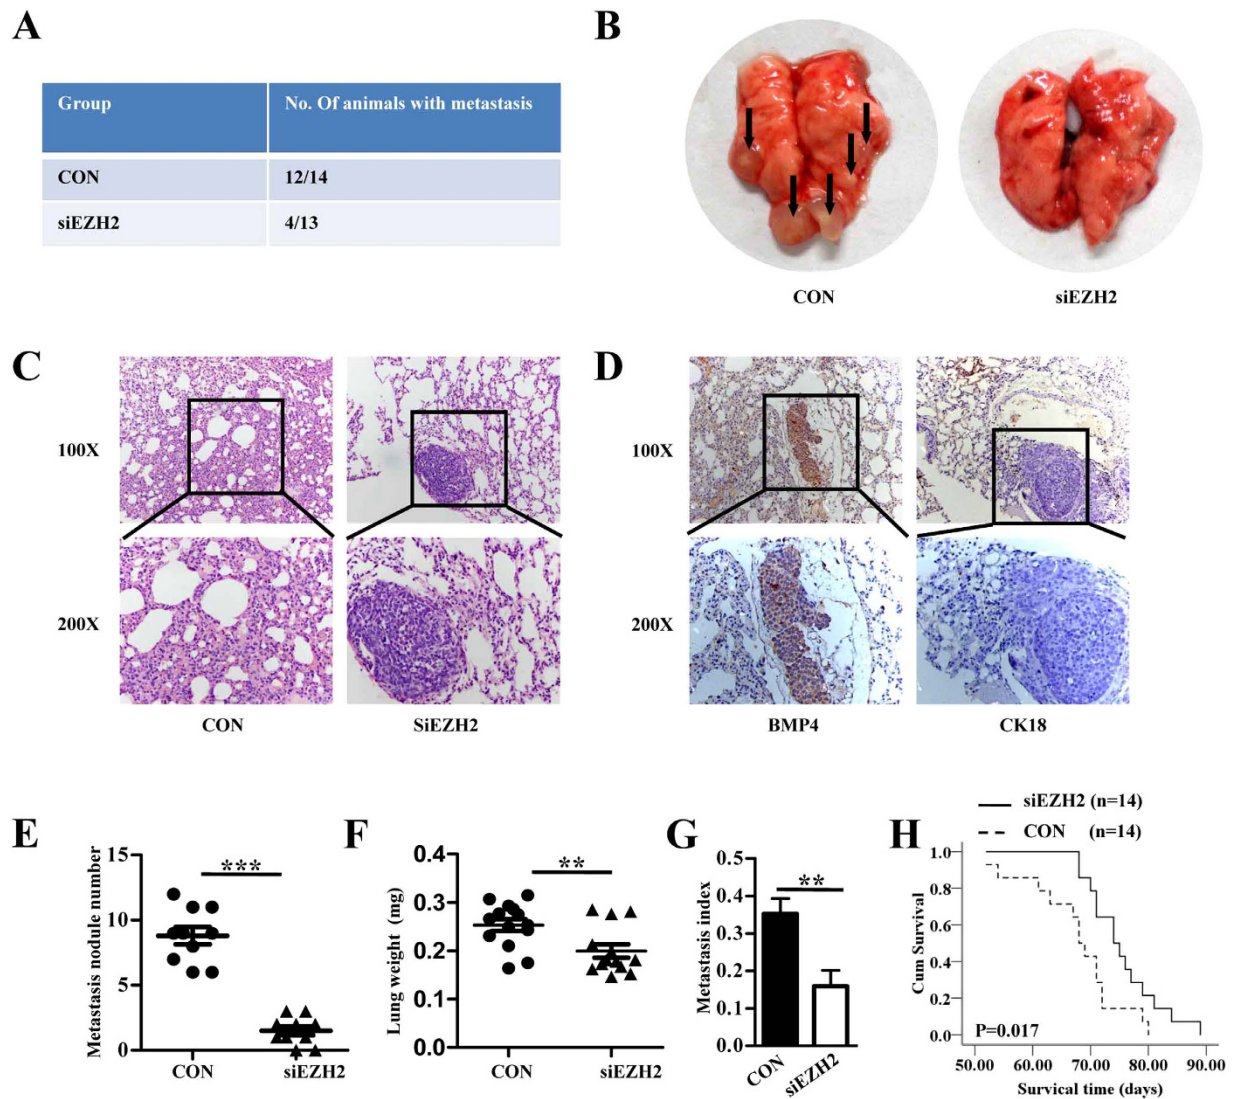 A
Group No. Of animals with metastasis
CON 12/14
siEZH2 4/13
B
CON siEZH2
C
100X
200X
CON SiEZH2
D
100X
200X
BMP4 CK18
E
Metastasis nodule number
15
10
5
0
***
CON siEZH2
F
Lung weight (mg)
0.4
0.3
0.2
0.1
0.0
**
CON siEZH2
G
Metastasis index
0.5
0.4
0.3
0.2
0.1
0.0
**
CON siEZH2
H
siEZH2 (n=14)
CON (n=14)
Cum Survival
1.0
0.8
0.6
0.4
0.2
0.0
P=0.017
50.00 60.00 70.00 80.00 90.00
Survical time (days)